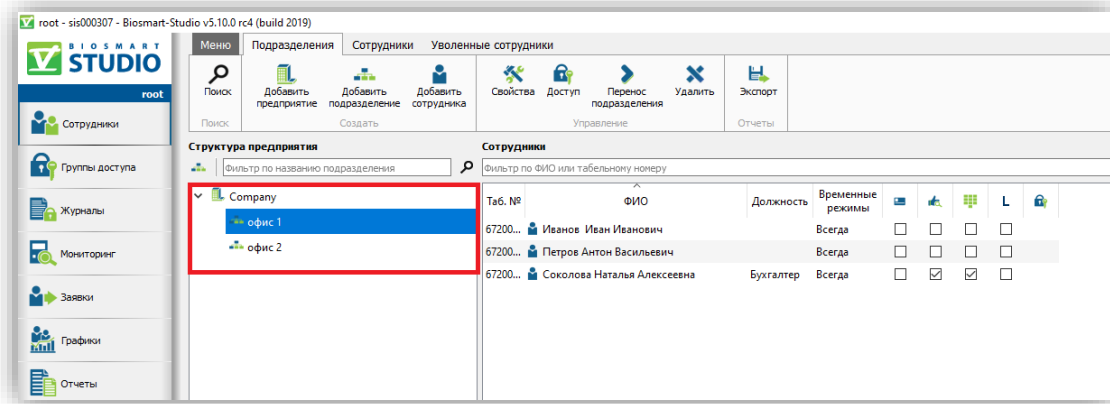 root - sis000307 - Biosmart-Studio v5.10.0 rc4 (build 2019)
BIOSMART
STUDIO
root
Меню Подразделения Сотрудники Уволенные сотрудники
Поиск Добавить предприятие Добавить подразделение Добавить сотрудника Свойства Доступ Перенос подразделения Удалить Экспорт
Поиск Создать Управление Отчеты
Сотрудники
Группы доступа
Журналы
Мониторинг
Заявки
Графики
Отчеты
Структура предприятия
Фильтр по названию подразделения
Company
офис 1
офис 2
Сотрудники
Фильтр по ФИО или табельному номеру
Таб. № ФИО Должность Временные режимы L
67200... Иванов Иван Иванович Всегда
67200... Петров Антон Васильевич Всегда
67200... Соколова Наталья Алексеевна Бухгалтер Всегда